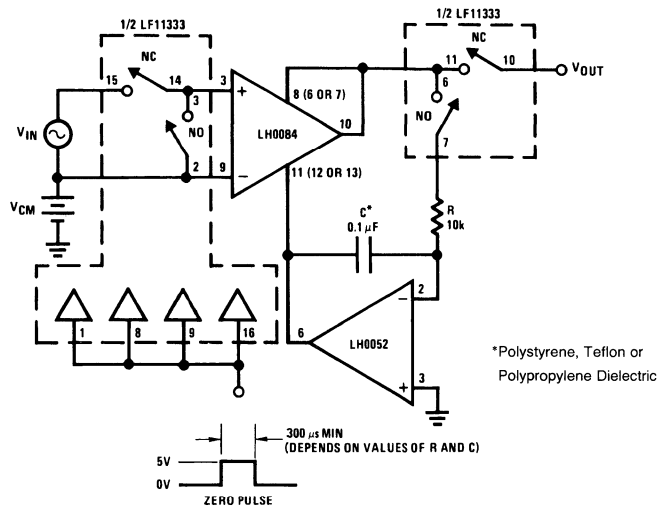 1/2 LF11333
1/2 LF11333
NC
15
14
3
3
NO
2
9
V_IN
V_CM
+
−
LH0084
8 (6 OR 7)
10
11 (12 OR 13)
NC
11
10
V_OUT
6
NO
7
R
10k
C*
0.1 μF
2
−
LH0052
6
+
3
1
8
9
16
*Polystyrene, Teflon or
Polypropylene Dielectric
300 μs MIN
(DEPENDS ON VALUES OF R AND C)
5V
0V
ZERO PULSE